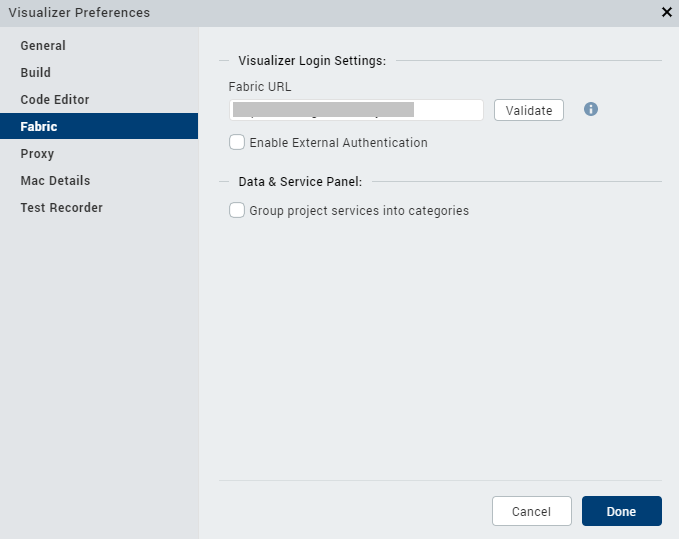 Visualizer Preferences
General
Build
Code Editor
Fabric
Proxy
Mac Details
Test Recorder
Visualizer Login Settings:
Fabric URL
Validate
Enable External Authentication
Data & Service Panel:
Group project services into categories
Cancel
Done